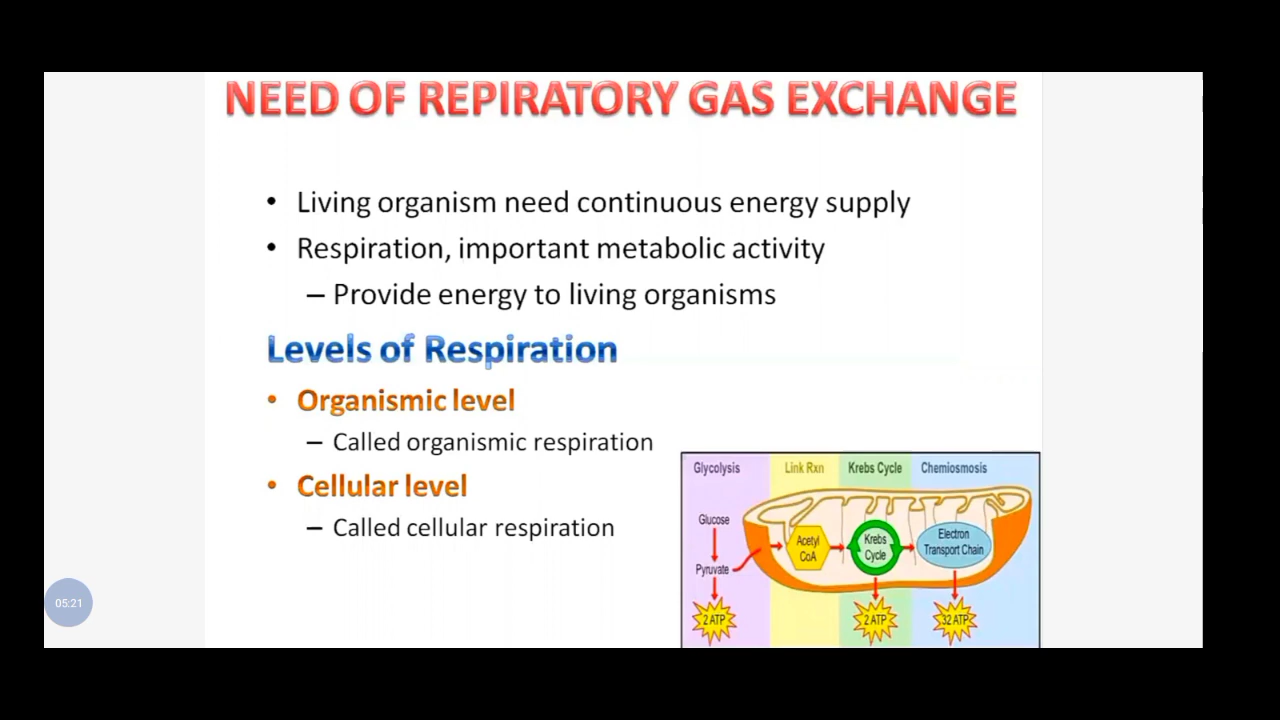 NEED OF REPIRATORY GAS EXCHANGE
• Living organism need continuous energy supply
• Respiration, important metabolic activity
– Provide energy to living organisms
Levels of Respiration
• Organismic level
– Called organismic respiration
• Cellular level
– Called cellular respiration
Glycolysis Link Rxn Krebs Cycle Chemiosmosis
Glucose
Pyruvate
Acetyl
CoA
Krebs
Cycle
Electron
Transport Chain
2 ATP 2 ATP 32 ATP
05:21